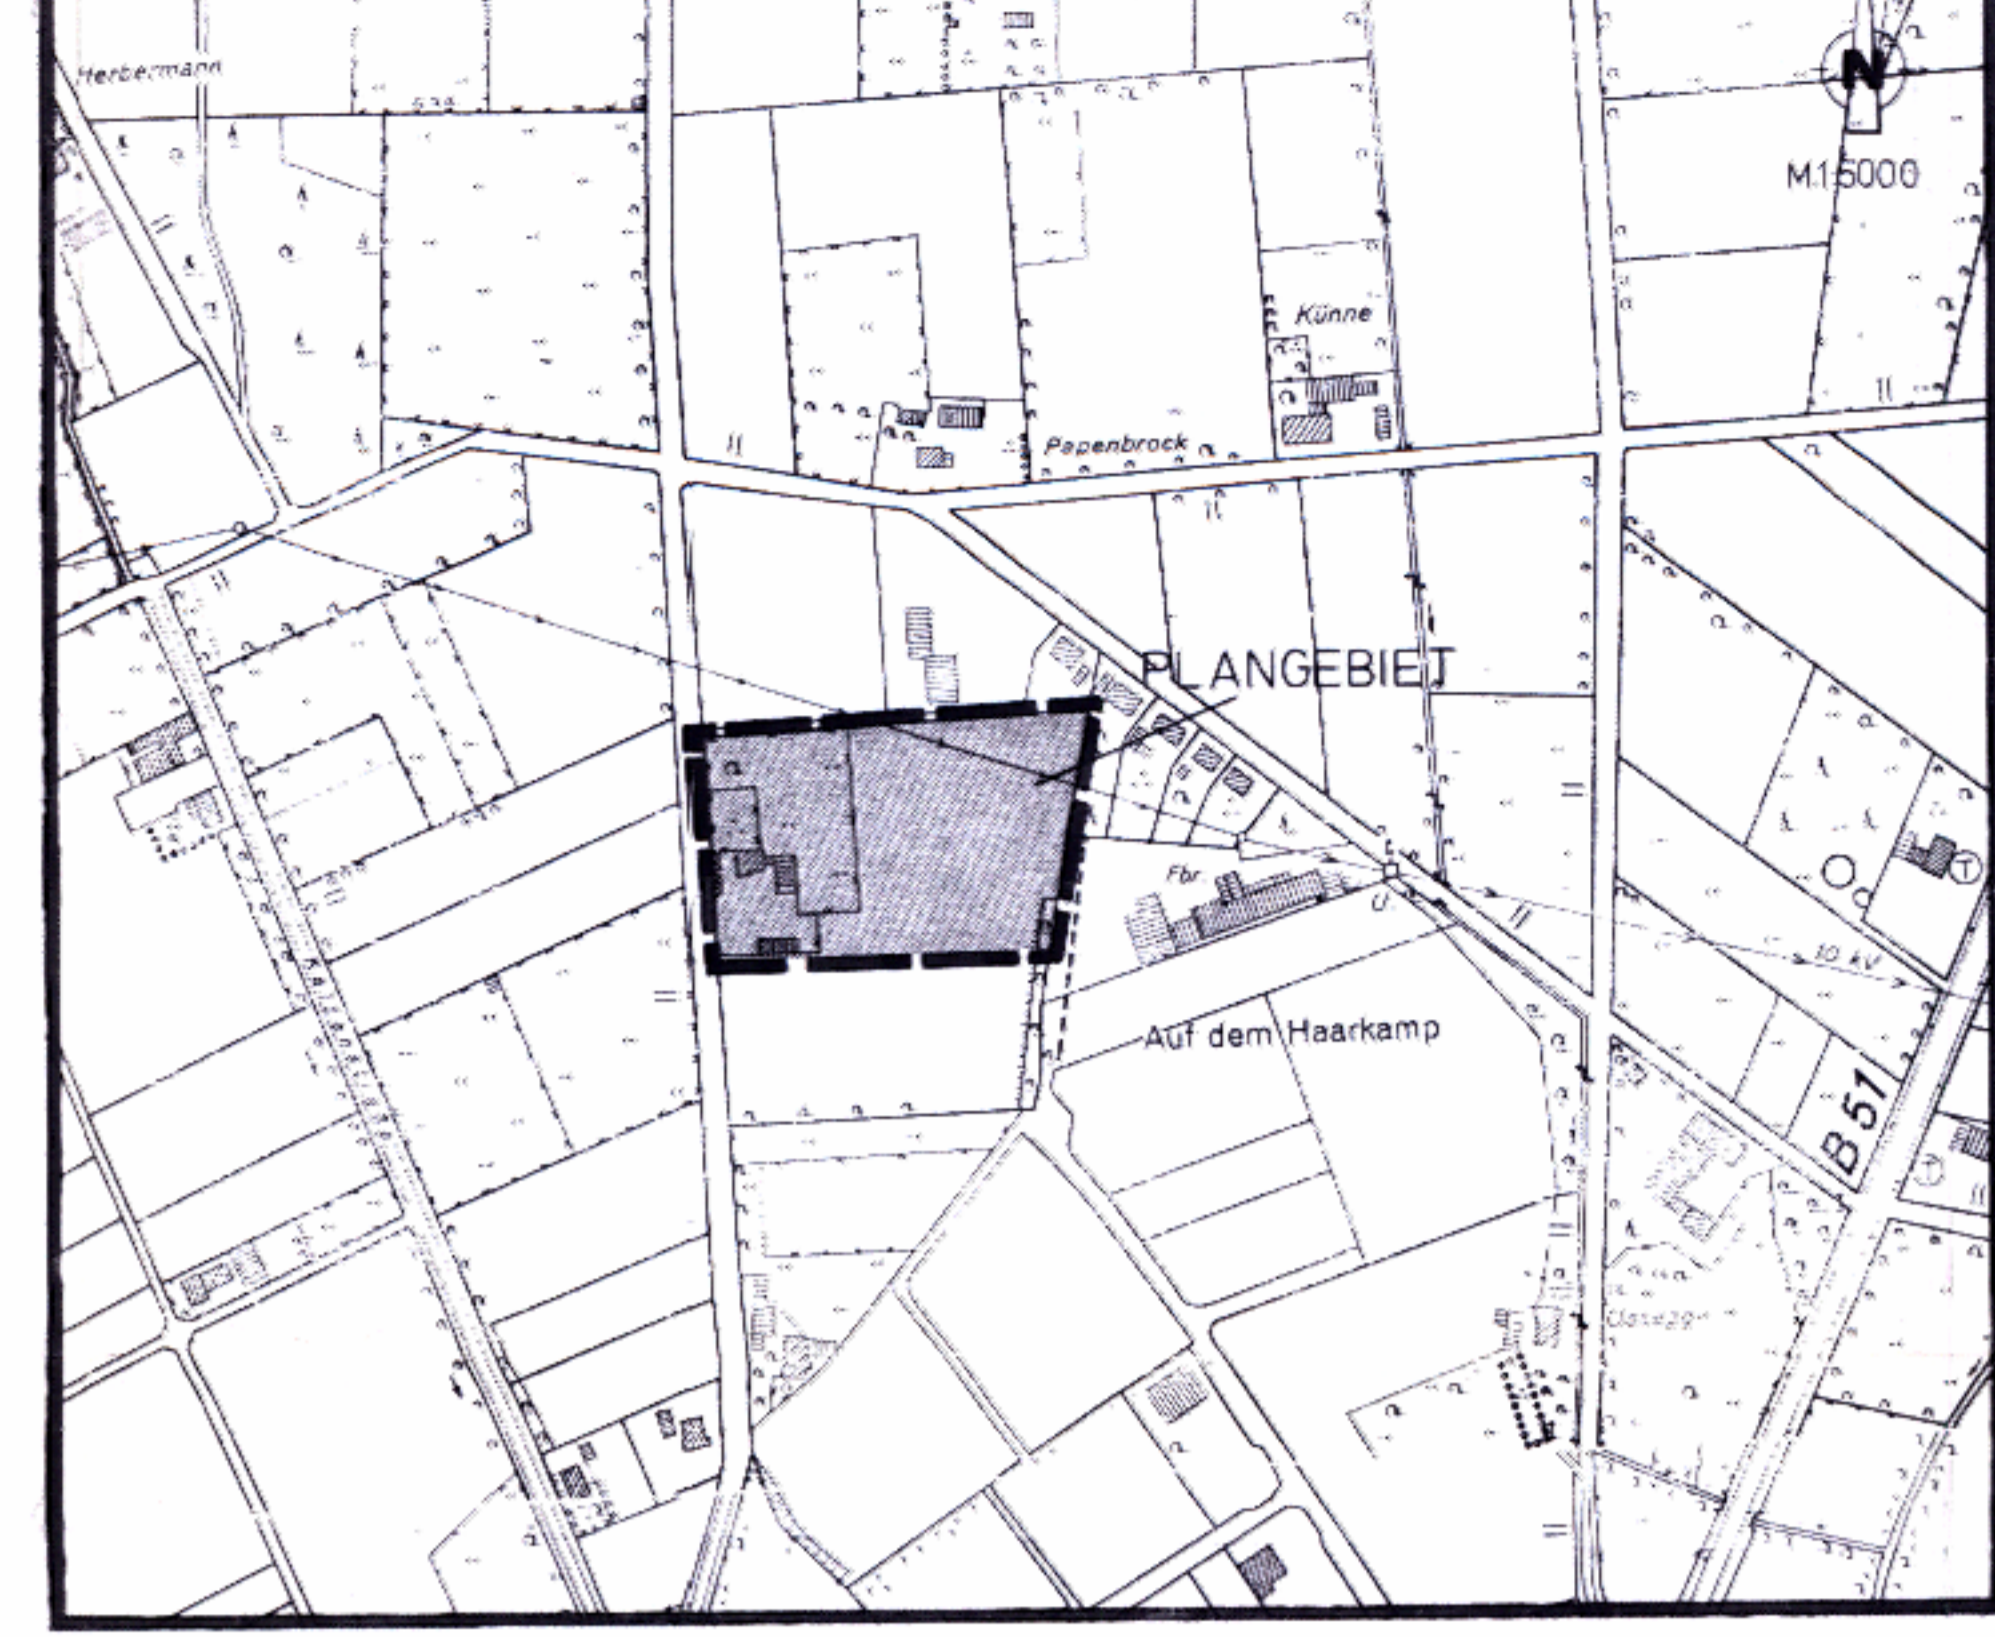 Herbermann
N
M.1:5000
Künne
Papenbrock
PLANGEBIET
Fbr.
U.
T
10 kV
Auf dem Haarkamp
B 51
T